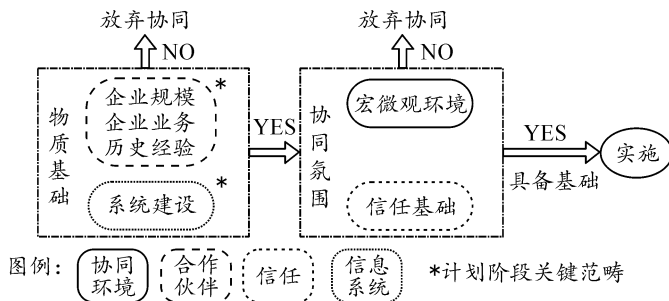 放弃协同
放弃协同
NO
NO
物质基础
企业规模
企业业务
历史经验
*
系统建设
*
YES
协同氛围
宏微观环境
信任基础
YES
具备基础
实施
图例：
协同
环境
合作
伙伴
信任
信息
系统
*计划阶段关键范畴